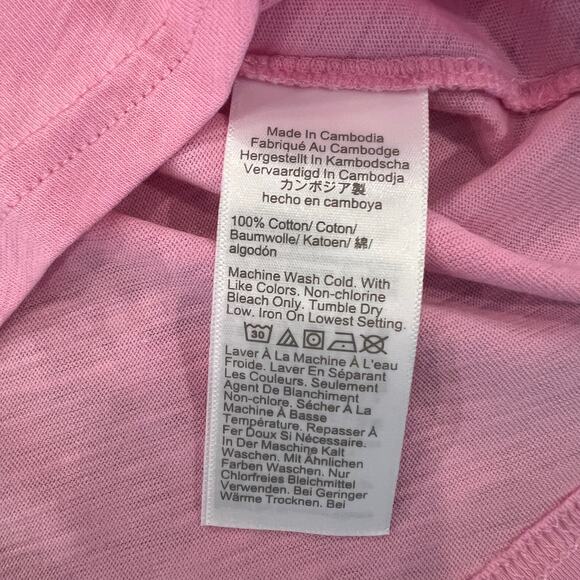 Made In Cambodia
Fabriqué Au Cambodge
Hergestellt In Kambodscha
Vervaardigd In Cambodja
カンボジア製
hecho en camboya
100% Cotton/ Coton/
Baumwolle/ Katoen/ 綿/
algodón
Machine Wash Cold. With
Like Colors. Non-chlorine
Bleach Only. Tumble Dry
Low. Iron On Lowest Setting.
30
Laver À La Machine À L'eau
Froide. Laver En Séparant
Les Couleurs. Seulement
Agent De Blanchiment
Non-chlore. Sécher À La
Machine À Basse
Température. Repasser À
Fer Doux Si Nécessaire.
In Der Maschine Kalt
Waschen. Mit Ähnlichen
Farben Waschen. Nur
Chlorfreies Bleichmittel
Verwenden. Bei Geringer
Wärme Trocknen. Bei